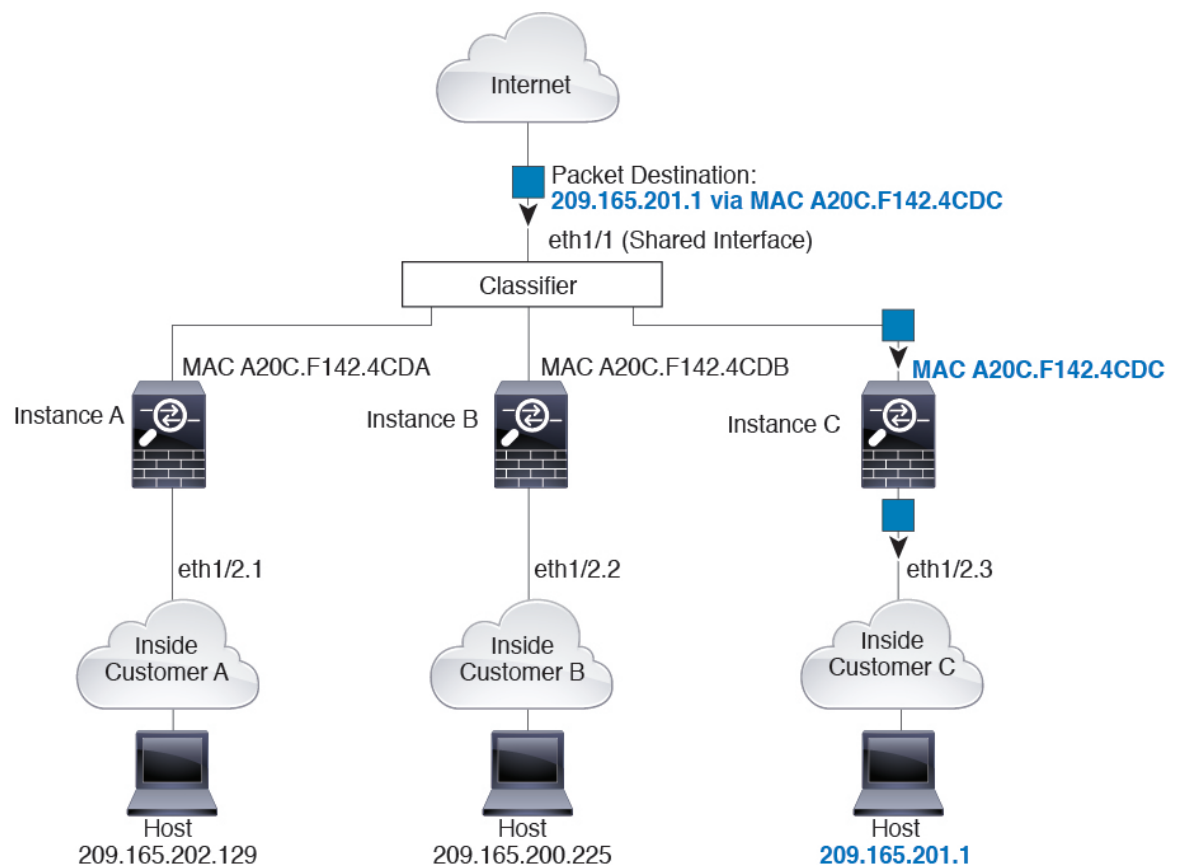 Internet
Packet Destination:
209.165.201.1 via MAC A20C.F142.4CDC
eth1/1 (Shared Interface)
Classifier
MAC A20C.F142.4CDA
MAC A20C.F142.4CDB
MAC A20C.F142.4CDC
Instance A
Instance B
Instance C
eth1/2.1
eth1/2.2
eth1/2.3
Inside
Customer A
Inside
Customer B
Inside
Customer C
Host
209.165.202.129
Host
209.165.200.225
Host
209.165.201.1